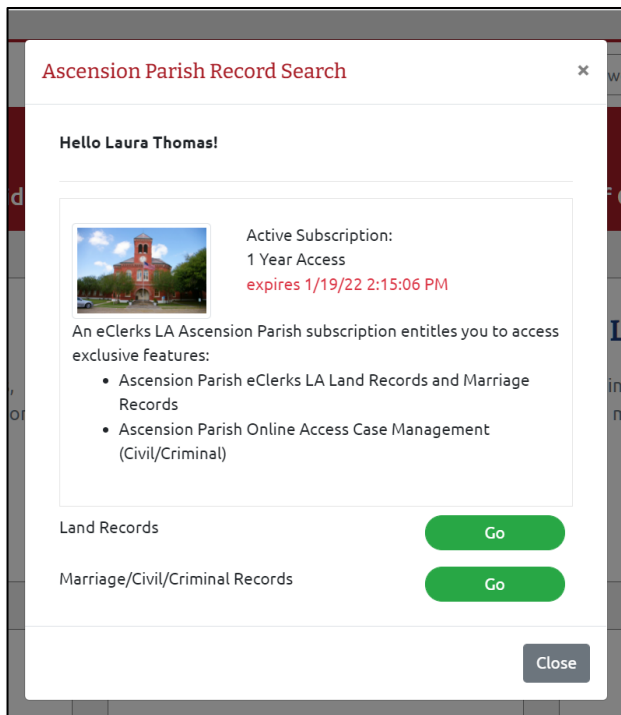 Ascension Parish Record Search ×
Hello Laura Thomas!
Active Subscription:
1 Year Access
expires 1/19/22 2:15:06 PM
An eClerks LA Ascension Parish subscription entitles you to access
exclusive features:
• Ascension Parish eClerks LA Land Records and Marriage
Records
• Ascension Parish Online Access Case Management
(Civil/Criminal)
Land Records Go
Marriage/Civil/Criminal Records Go
Close